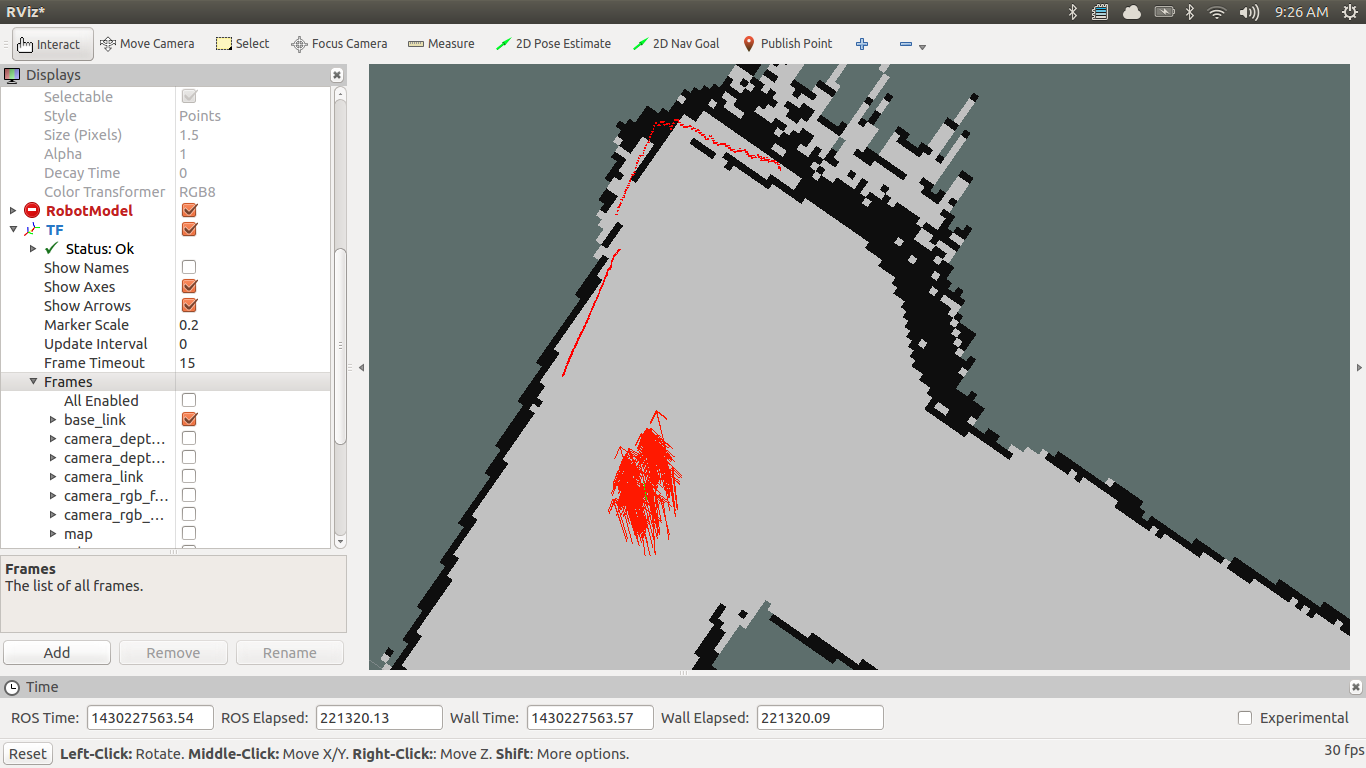 RViz*
9:26 AM
Interact Move Camera Select Focus Camera Measure 2D Pose Estimate 2D Nav Goal Publish Point
Displays
Selectable
Style Points
Size (Pixels) 1.5
Alpha 1
Decay Time 0
Color Transformer RGB8
RobotModel
TF
Status: Ok
Show Names
Show Axes
Show Arrows
Marker Scale 0.2
Update Interval 0
Frame Timeout 15
Frames
All Enabled
base_link
camera_dept...
camera_dept...
camera_link
camera_rgb_f...
camera_rgb_...
map
Frames
The list of all frames.
Add Remove Rename
Time
ROS Time: 1430227563.54 ROS Elapsed: 221320.13 Wall Time: 1430227563.57 Wall Elapsed: 221320.09 Experimental
Reset Left-Click: Rotate. Middle-Click: Move X/Y. Right-Click:: Move Z. Shift: More options. 30 fps